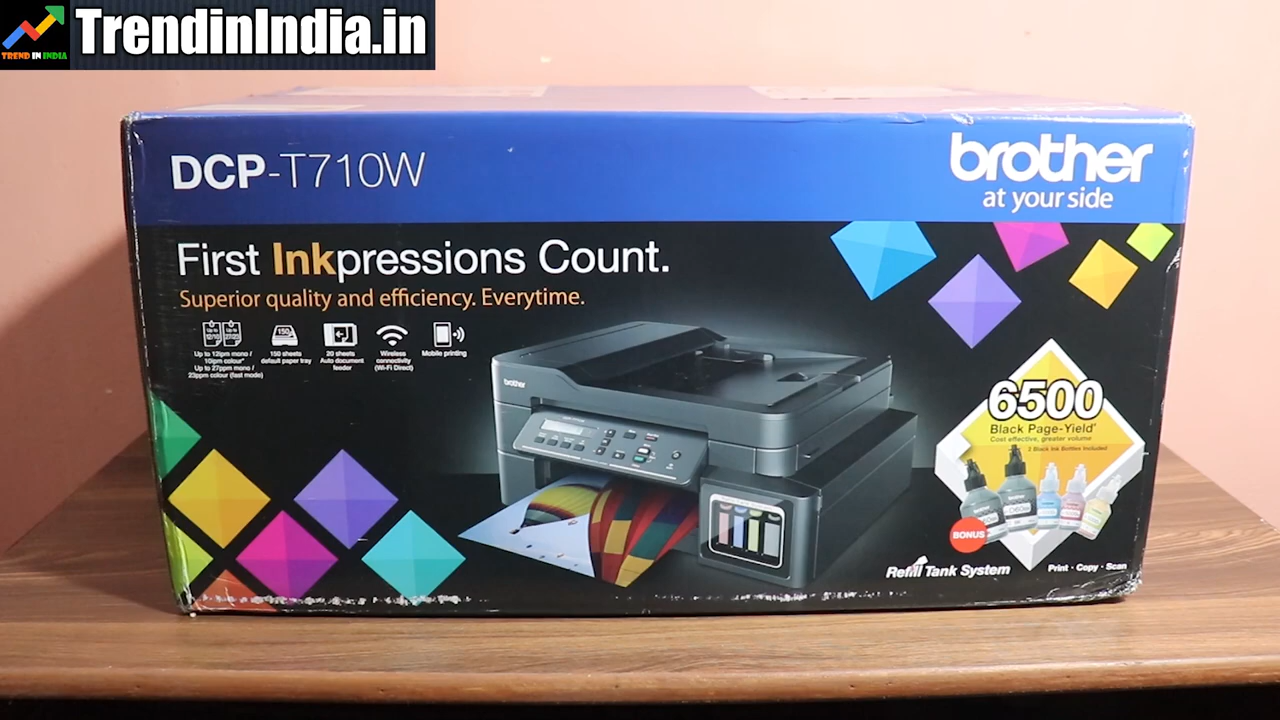 TREND IN INDIA
TrendinIndia.in
DCP-T710W
brother
at your side
First Inkpressions Count.
Superior quality and efficiency. Everytime.
Up to 12ipm mono /
10ipm colour*
Up to 27ppm mono /
23ppm colour (fast mode)
150
150 sheets
default paper tray
20 sheets
Auto document
feeder
Wireless
connectivity
(Wi-Fi Direct)
Mobile printing
brother
6500
Black Page-Yield*
Cost effective, greater volume
2 Black Ink Bottles Included
brother
BONUS
Refill Tank System
Print · Copy · Scan